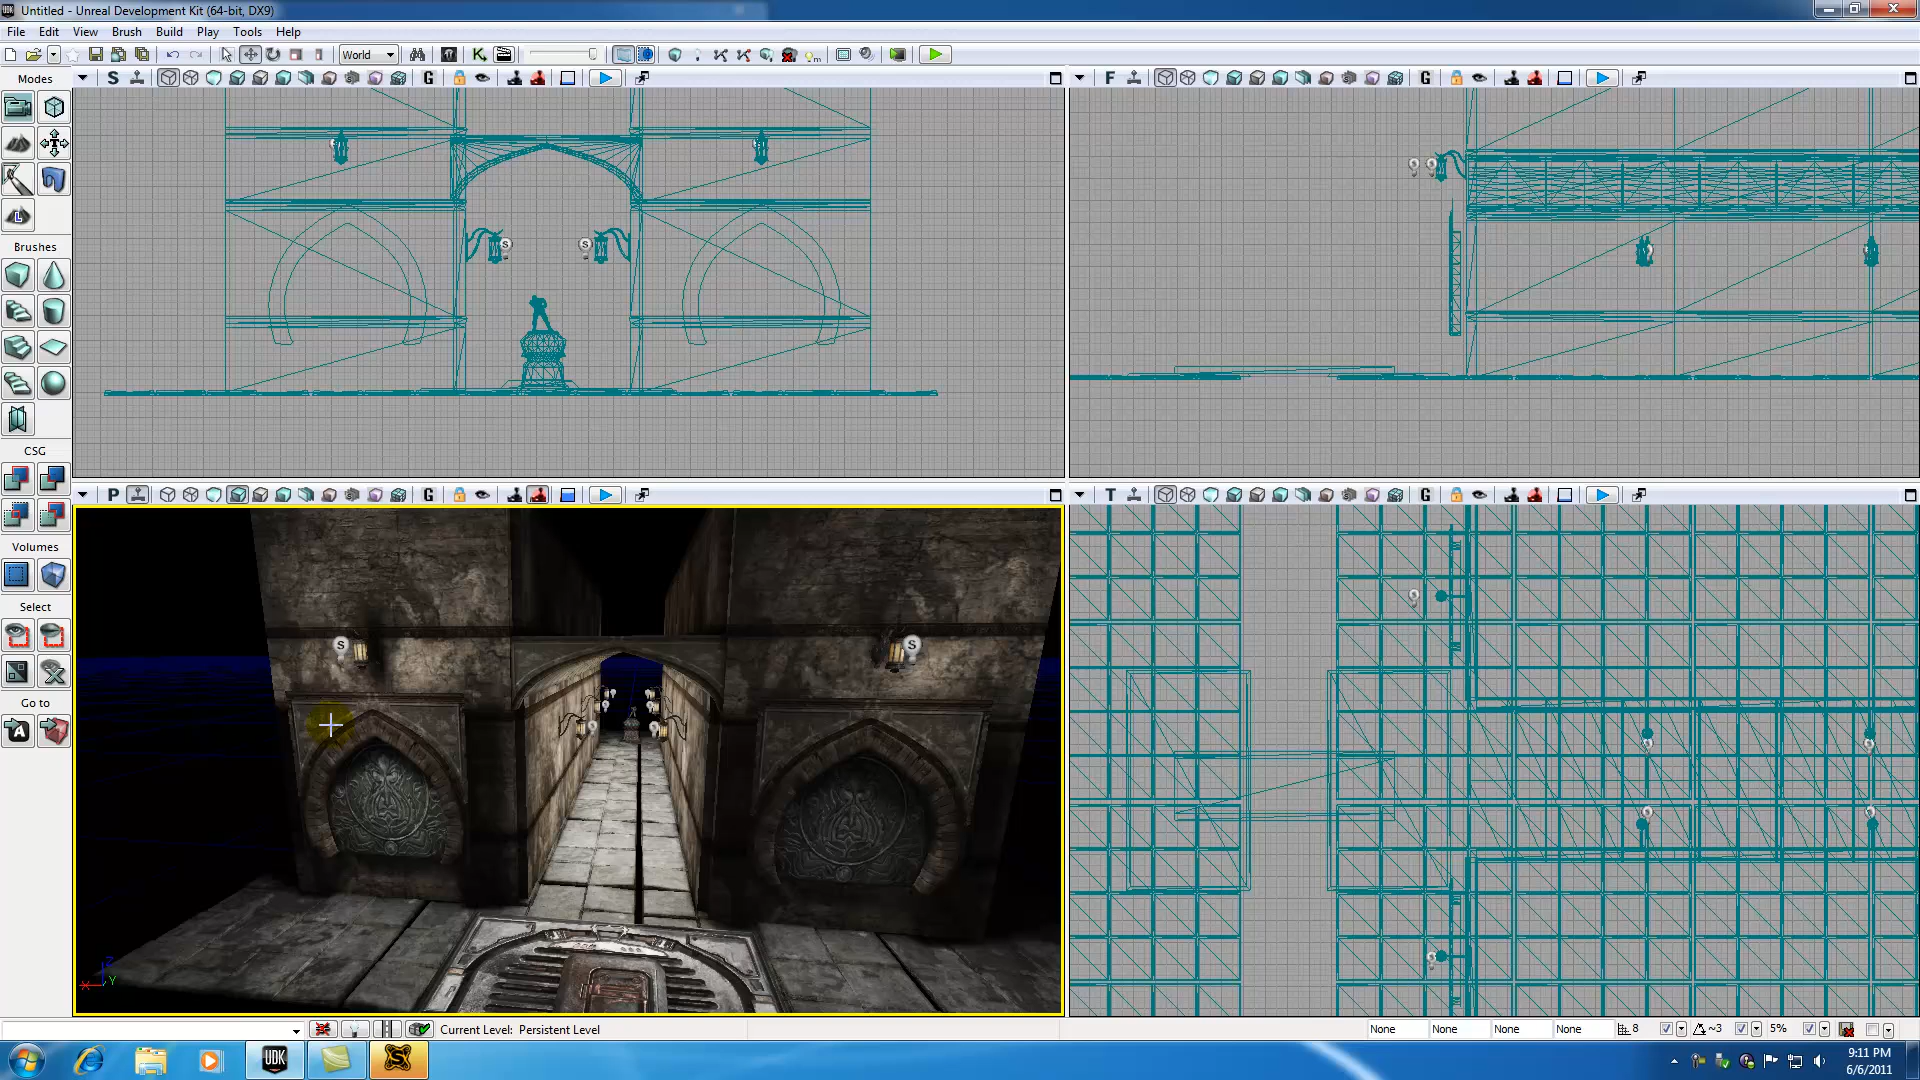 Untitled - Unreal Development Kit (64-bit, DX9)
File Edit View Brush Build Play Tools Help
World
Modes
S G
F G
Brushes
CSG
P G
T G
Volumes
Select
Go to
S
S
S
S
Z
X
Y
Current Level: Persistent Level
None None None None 8 ~3 5%
UDK
9:11 PM
6/6/2011